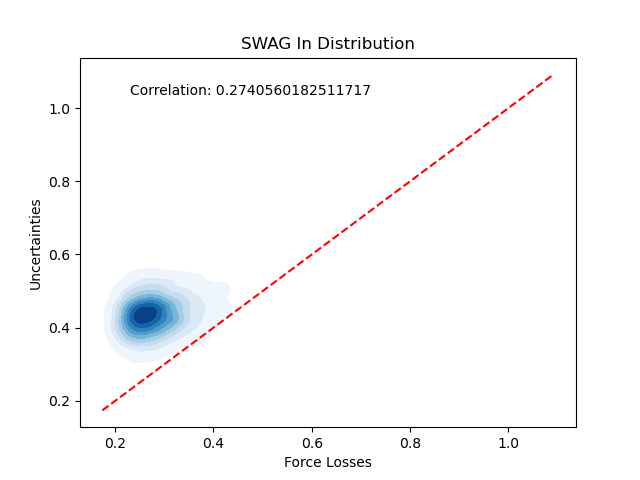 SWAG In Distribution
Correlation: 0.2740560182511717
Uncertainties
1.0
0.8
0.6
0.4
0.2
0.2 0.4 0.6 0.8 1.0
Force Losses